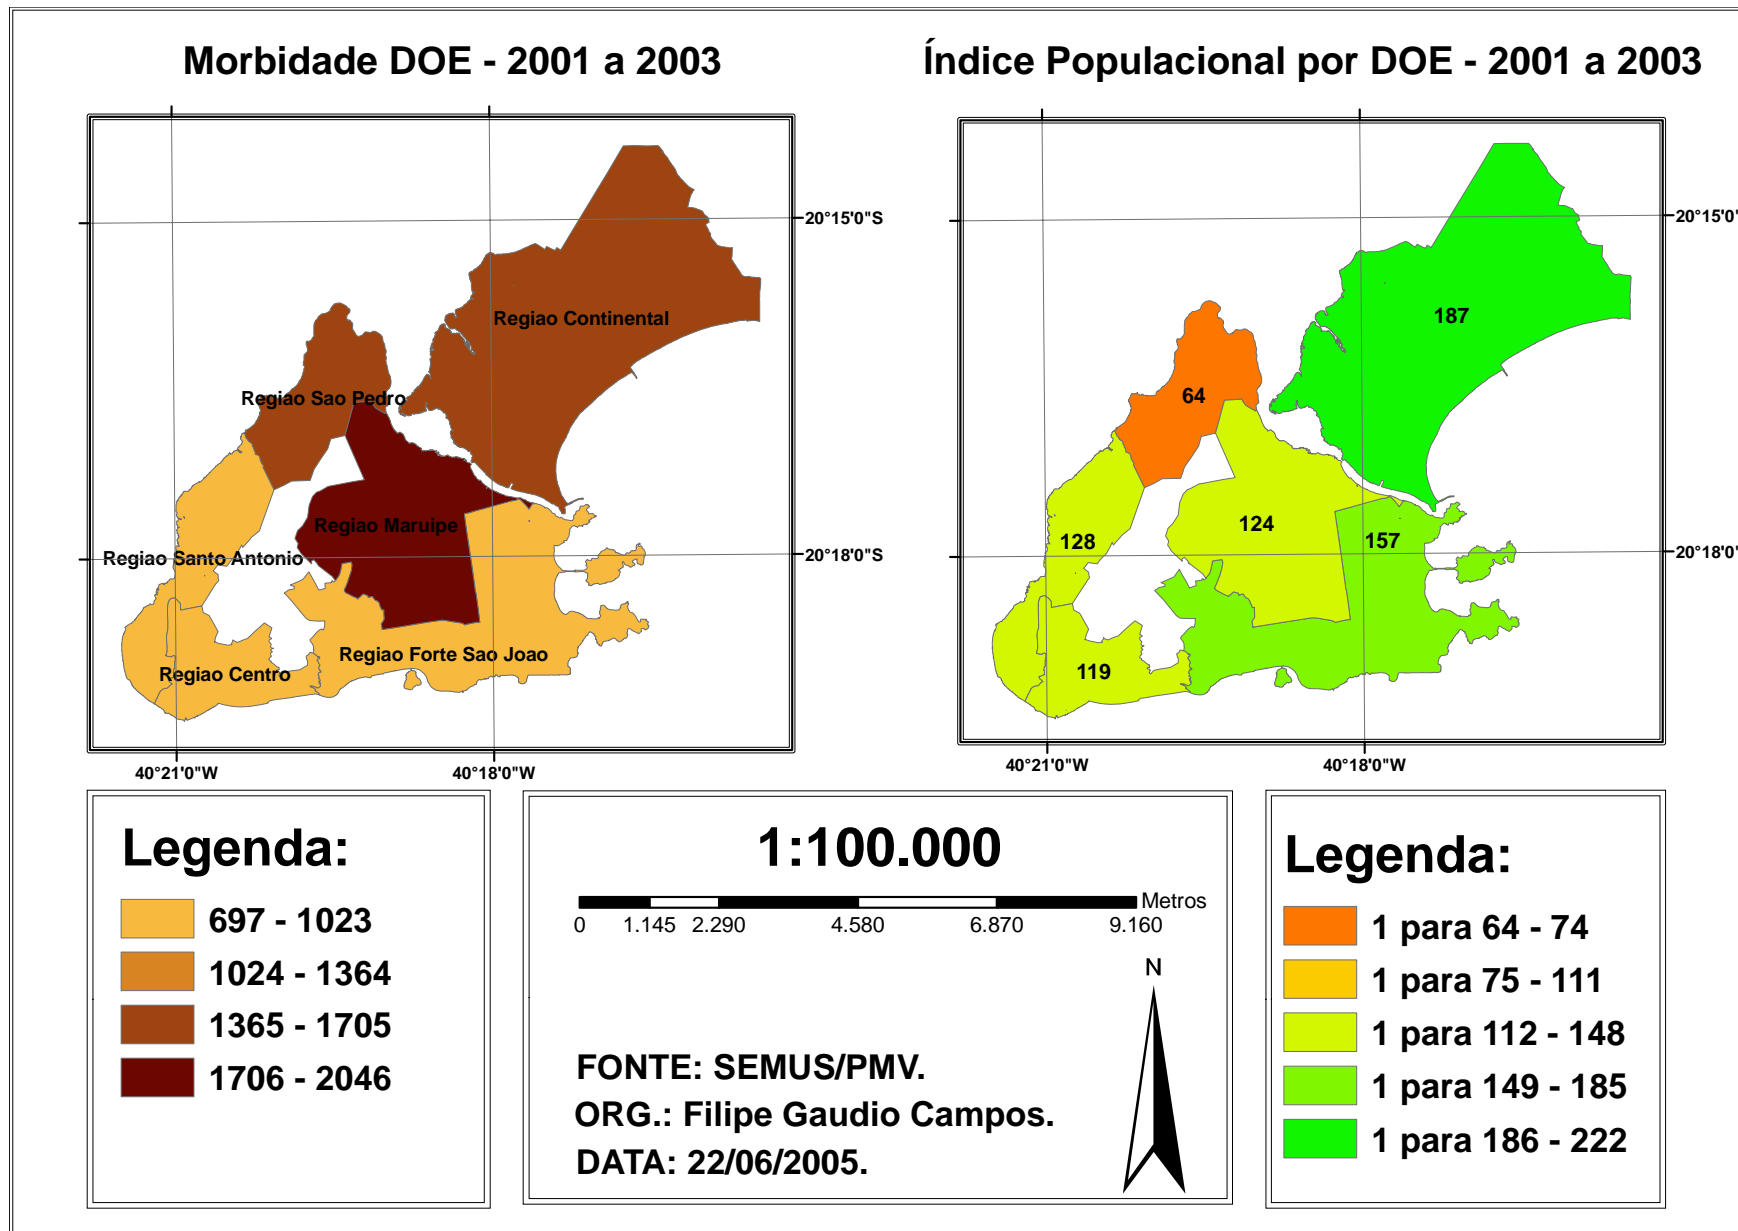 Morbidade DOE - 2001 a 2003
Índice Populacional por DOE - 2001 a 2003
20°15'0"S
Regiao Continental
Regiao Sao Pedro
Regiao Maruipe
Regiao Santo Antonio
20°18'0"S
Regiao Forte Sao Joao
Regiao Centro
40°21'0"W
40°18'0"W
20°15'0"
187
64
124
157
128
20°18'0"
119
40°21'0"W
40°18'0"W
Legenda:
697 - 1023
1024 - 1364
1365 - 1705
1706 - 2046
1:100.000
Metros
0 1.145 2.290 4.580 6.870 9.160
N
FONTE: SEMUS/PMV.
ORG.: Filipe Gaudio Campos.
DATA: 22/06/2005.
Legenda:
1 para 64 - 74
1 para 75 - 111
1 para 112 - 148
1 para 149 - 185
1 para 186 - 222